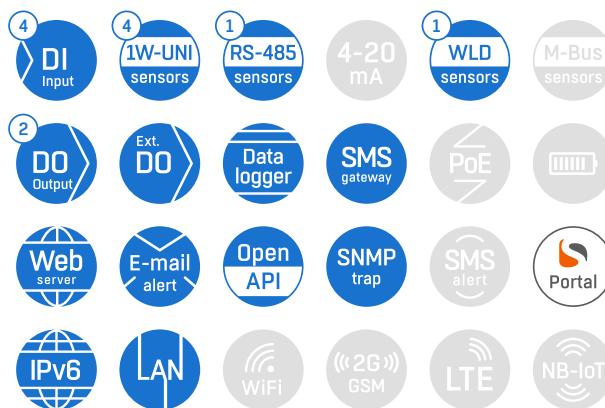 4
DI
Input
4
1W-UNI
sensors
1
RS-485
sensors
4-20
mA
1
WLD
sensors
M-Bus
sensors
2
DO
Output
Ext.
DO
Data
logger
SMS
gateway
PoE
Web
server
E-mail
alert
Open
API
SNMP
trap
SMS
alert
Portal
IPv6
LAN
WiFi
2G
GSM
LTE
NB-IoT